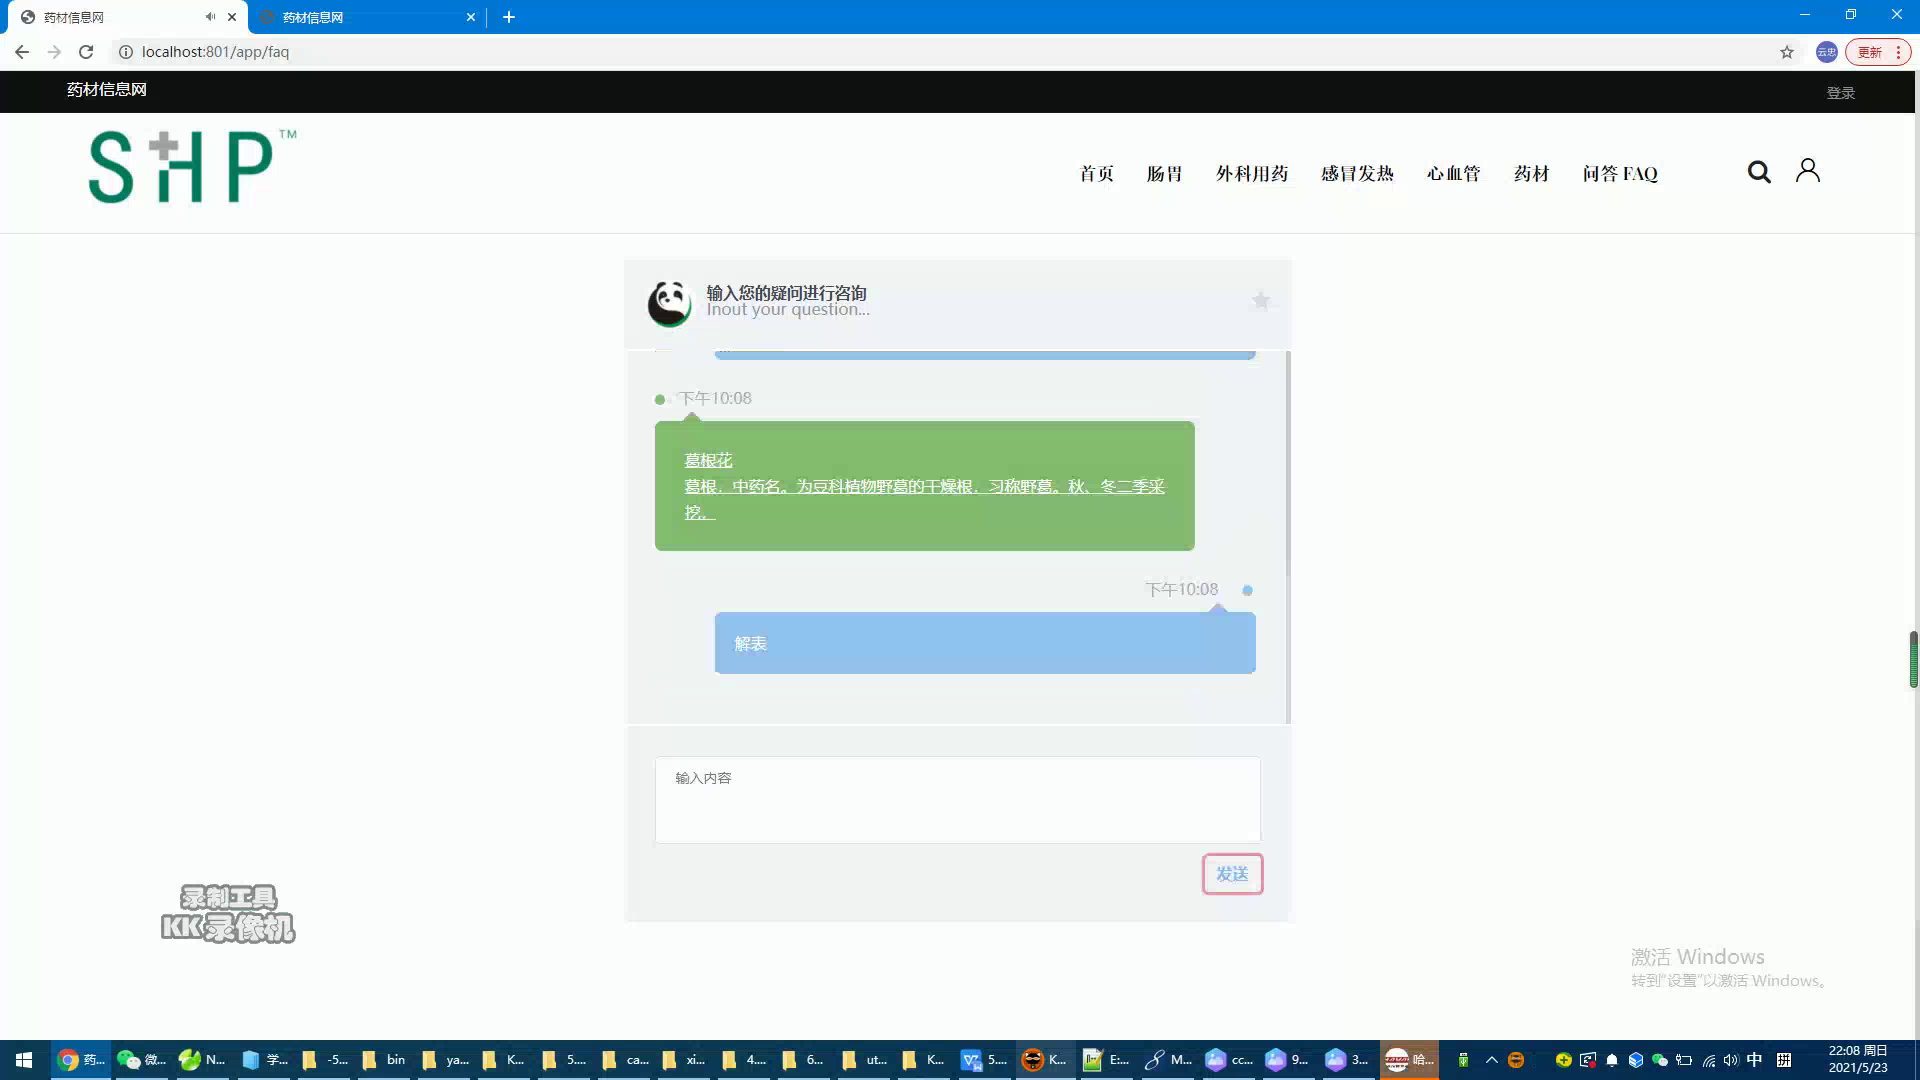 药材信息网
药材信息网
localhost:801/app/faq
云忠
更新
药材信息网
登录
SHP™
首页 肠胃 外科用药 感冒发热 心血管 药材 问答 FAQ
输入您的疑问进行咨询
Inout your question...
下午10:08
葛根花
葛根，中药名。为豆科植物野葛的干燥根，习称野葛。秋、冬二季采
挖。
下午10:08
解表
输入内容
发送
录制工具
KK录像机
激活 Windows
转到"设置"以激活 Windows。
药... 微... N... 学... -5... bin ya... K... 5.... ca... xi... 4.... 6... ut... K... 5.... K... E:... M... cc... 9... 3... 哈...
中
拼
22:08 周日
2021/5/23